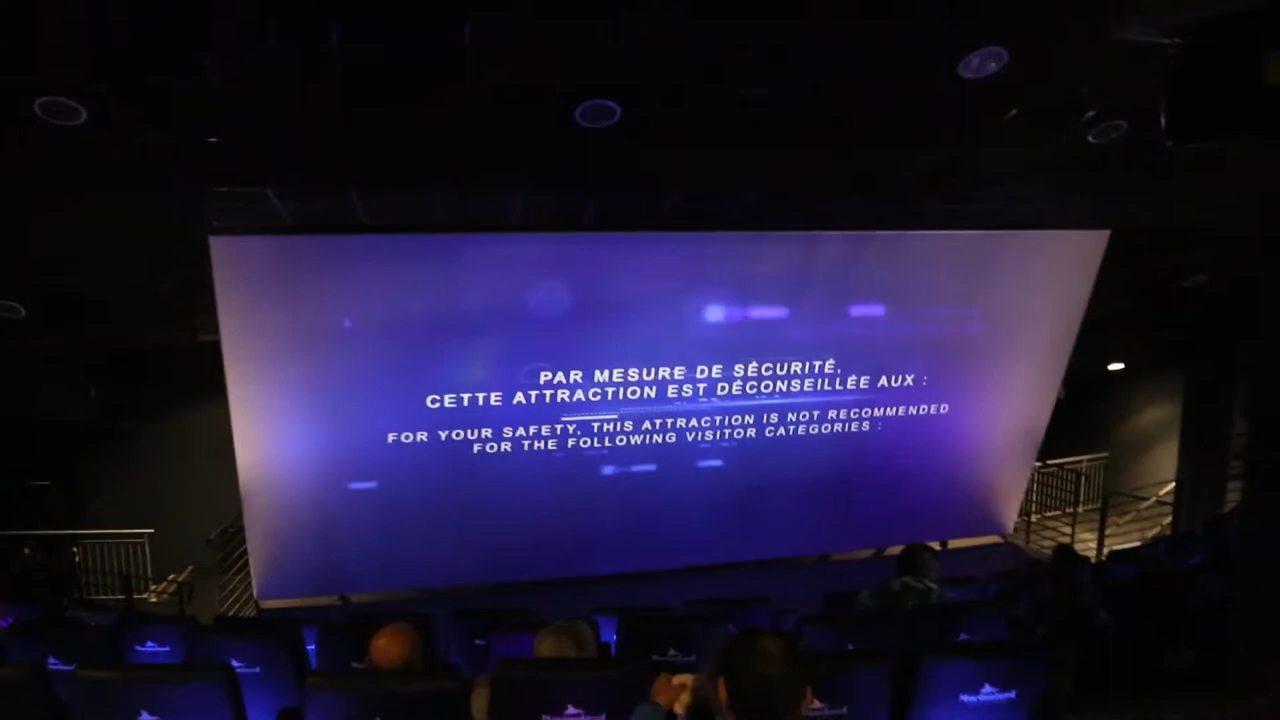 PAR MESURE DE SÉCURITÉ,
CETTE ATTRACTION EST DÉCONSEILLÉE AUX :
FOR YOUR SAFETY, THIS ATTRACTION IS NOT RECOMMENDED
FOR THE FOLLOWING VISITOR CATEGORIES :